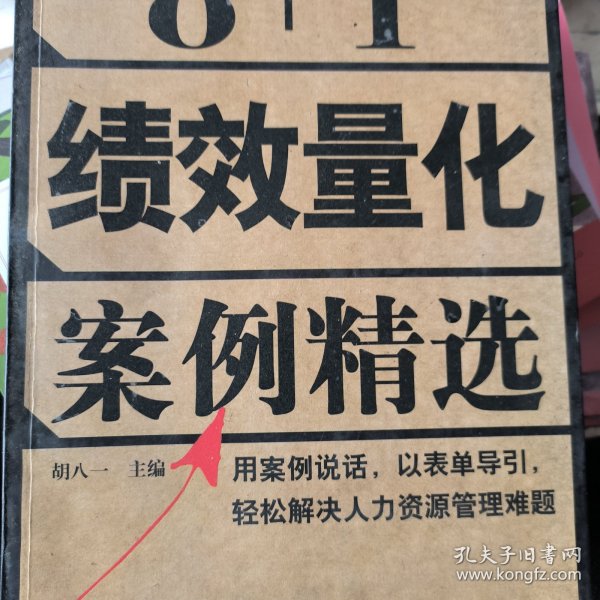 8+1
绩效量化
案例精选
胡八一 主编
用案例说话，以表单导引，
轻松解决人力资源管理难题
孔夫子旧书网
www.kongfz.com